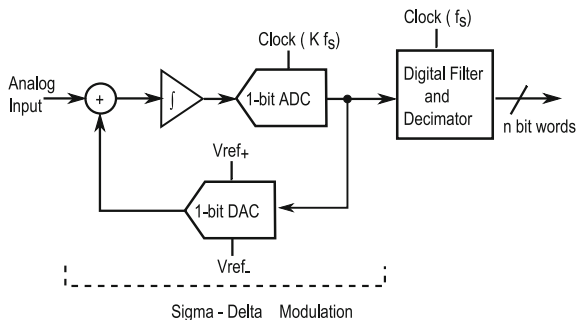 Clock ( K fs)
Clock ( fs)
Analog
Input
+
∫
1-bit ADC
Digital Filter
and
Decimator
n bit words
Vref+
1-bit DAC
Vref-
Sigma - Delta Modulation